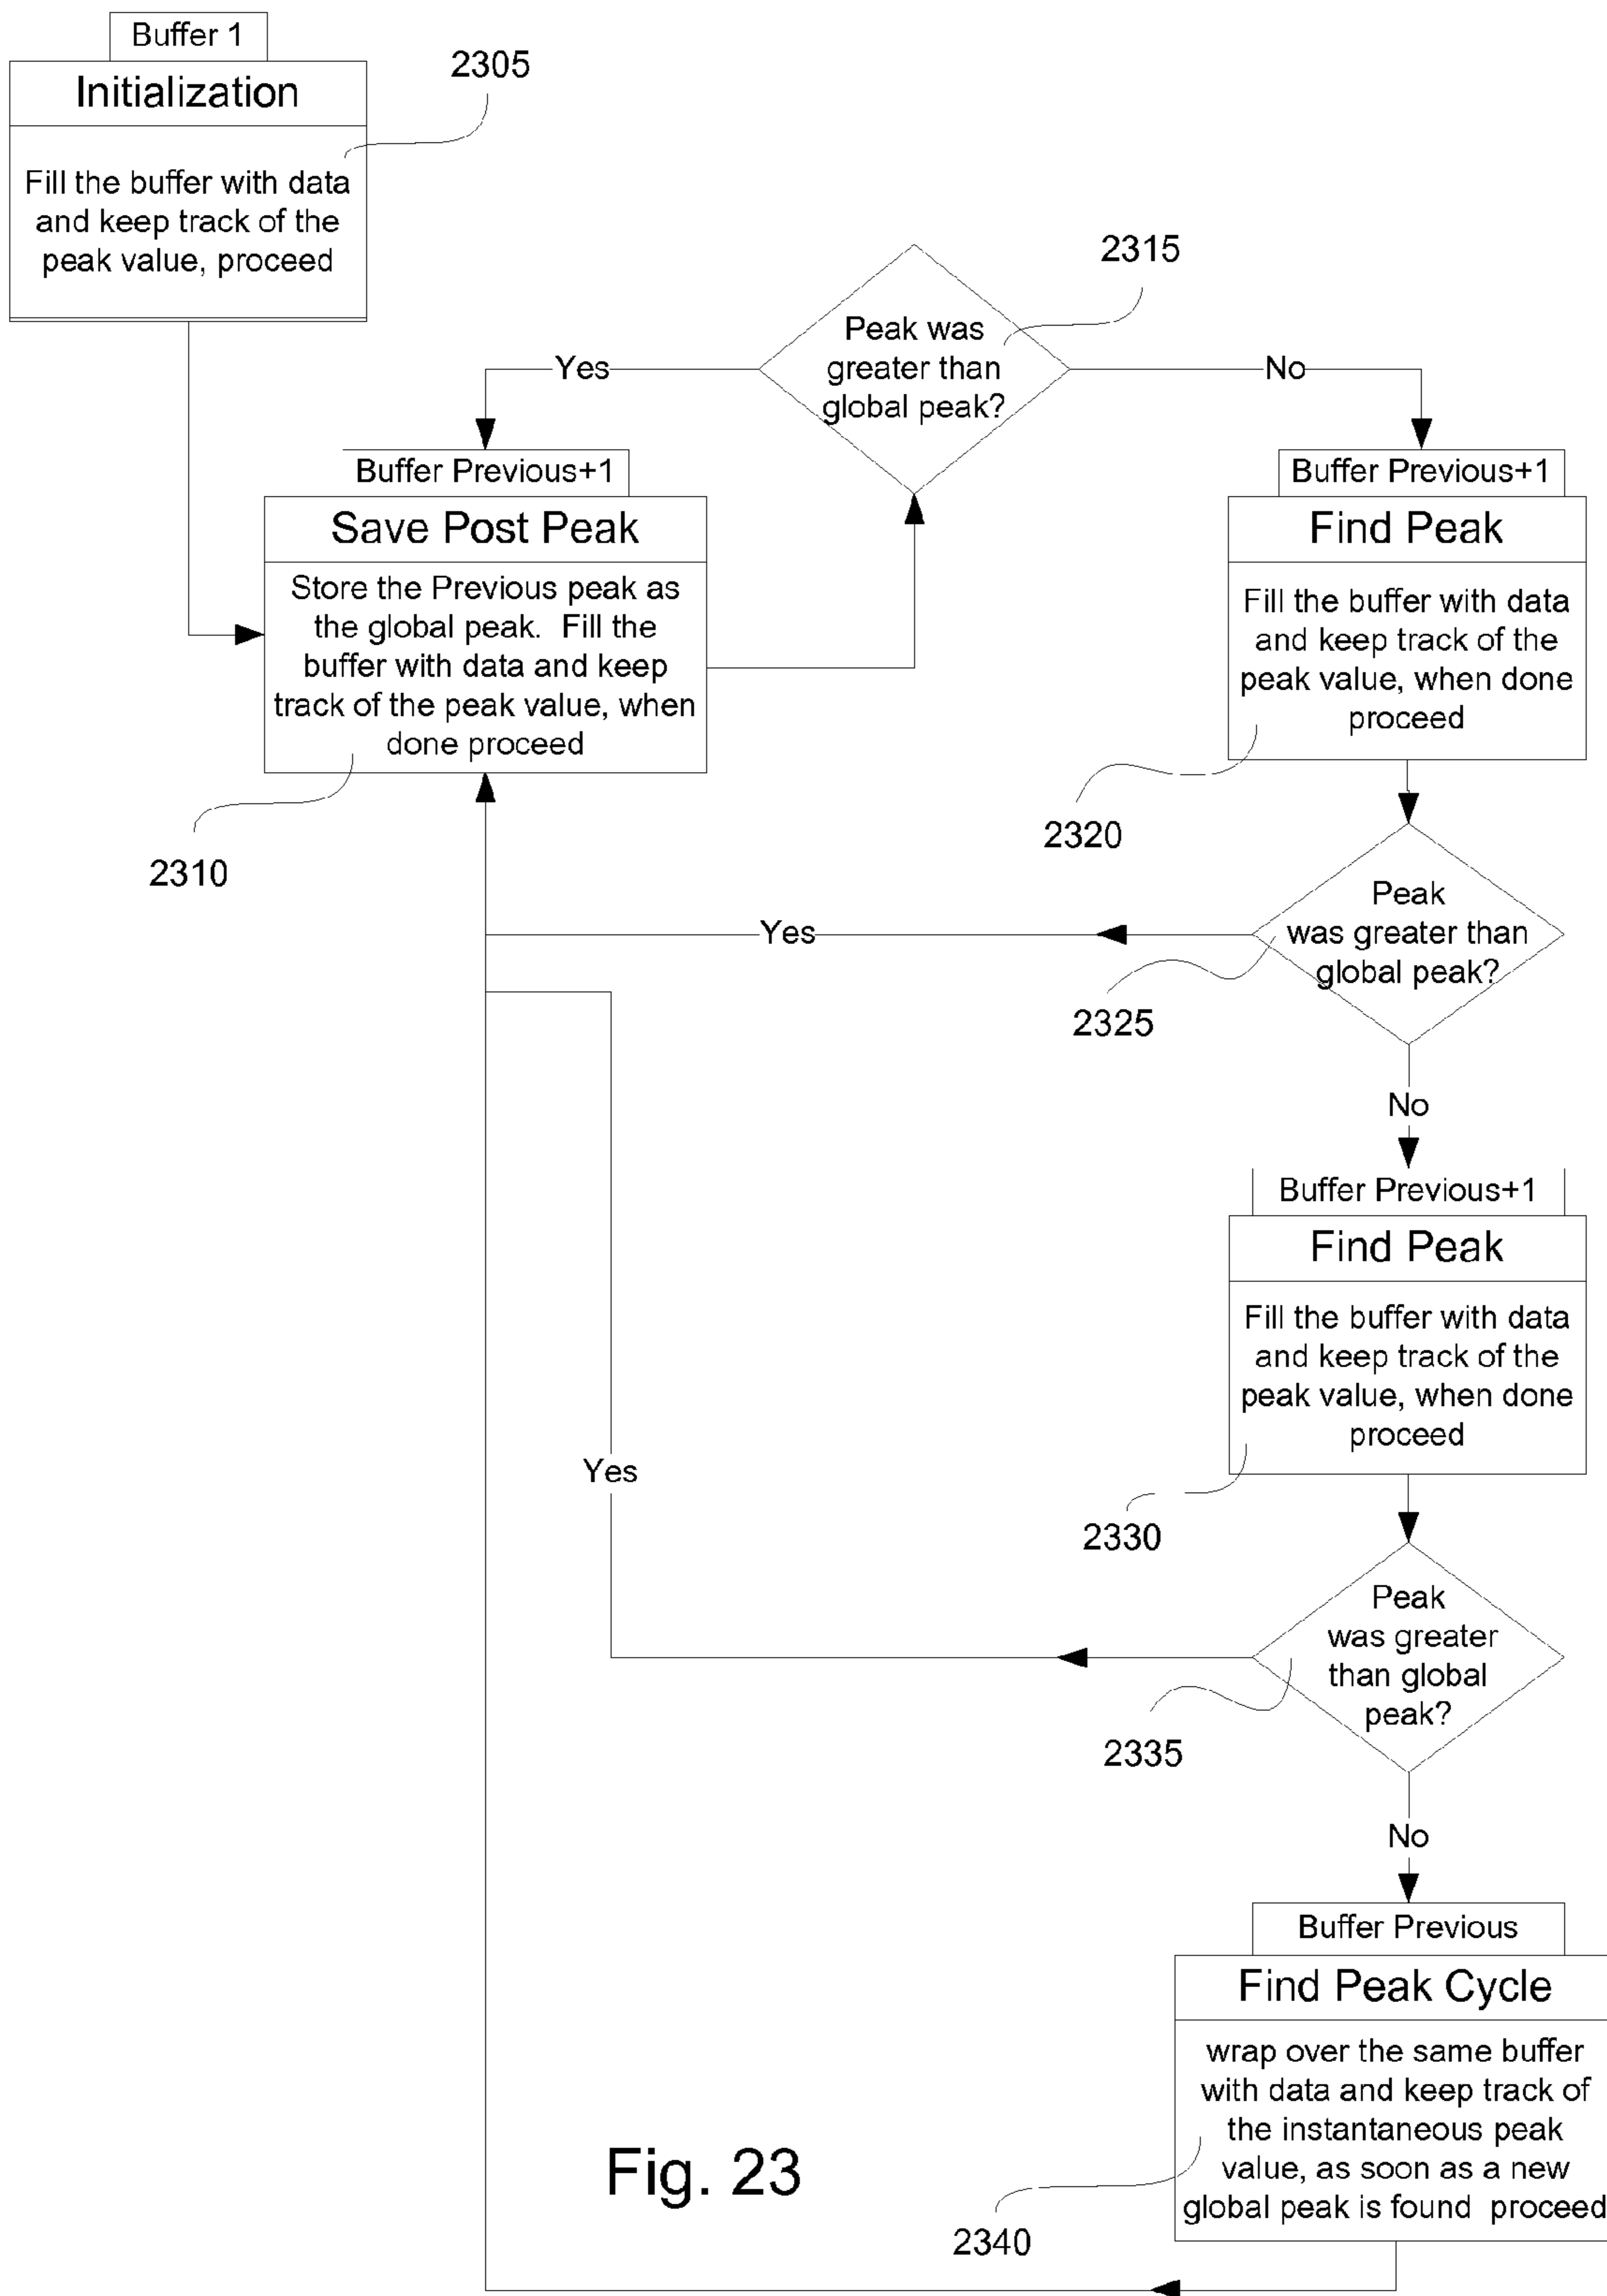 Buffer 1
Initialization
2305
Fill the buffer with data
and keep track of the
peak value, proceed
2315
Peak was
greater than
global peak?
Yes
No
Buffer Previous+1
Save Post Peak
Store the Previous peak as
the global peak.  Fill the
buffer with data and keep
track of the peak value, when
done proceed
2310
Buffer Previous+1
Find Peak
Fill the buffer with data
and keep track of the
peak value, when done
proceed
2320
Peak
was greater than
global peak?
Yes
2325
No
Buffer Previous+1
Find Peak
Fill the buffer with data
and keep track of the
peak value, when done
proceed
Yes
2330
Peak
was greater
than global
peak?
2335
No
Buffer Previous
Find Peak Cycle
wrap over the same buffer
with data and keep track of
the instantaneous peak
value, as soon as a new
global peak is found  proceed
2340
Fig. 23